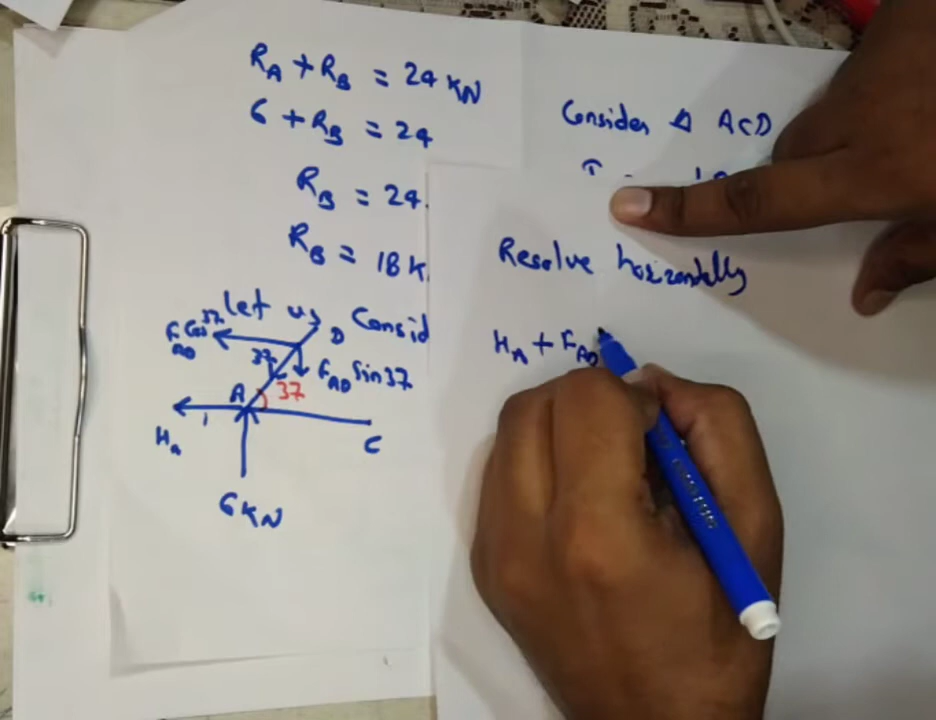 RA + RB = 24 KN
6 + RB = 24
RB = 24
RB = 18 K
let us Consid
FAD Cos 37
D
37
FAD Sin 37
A
37
HA
C
6 KN
Consider Δ ACD
Resolve horizontally
HA + FAD